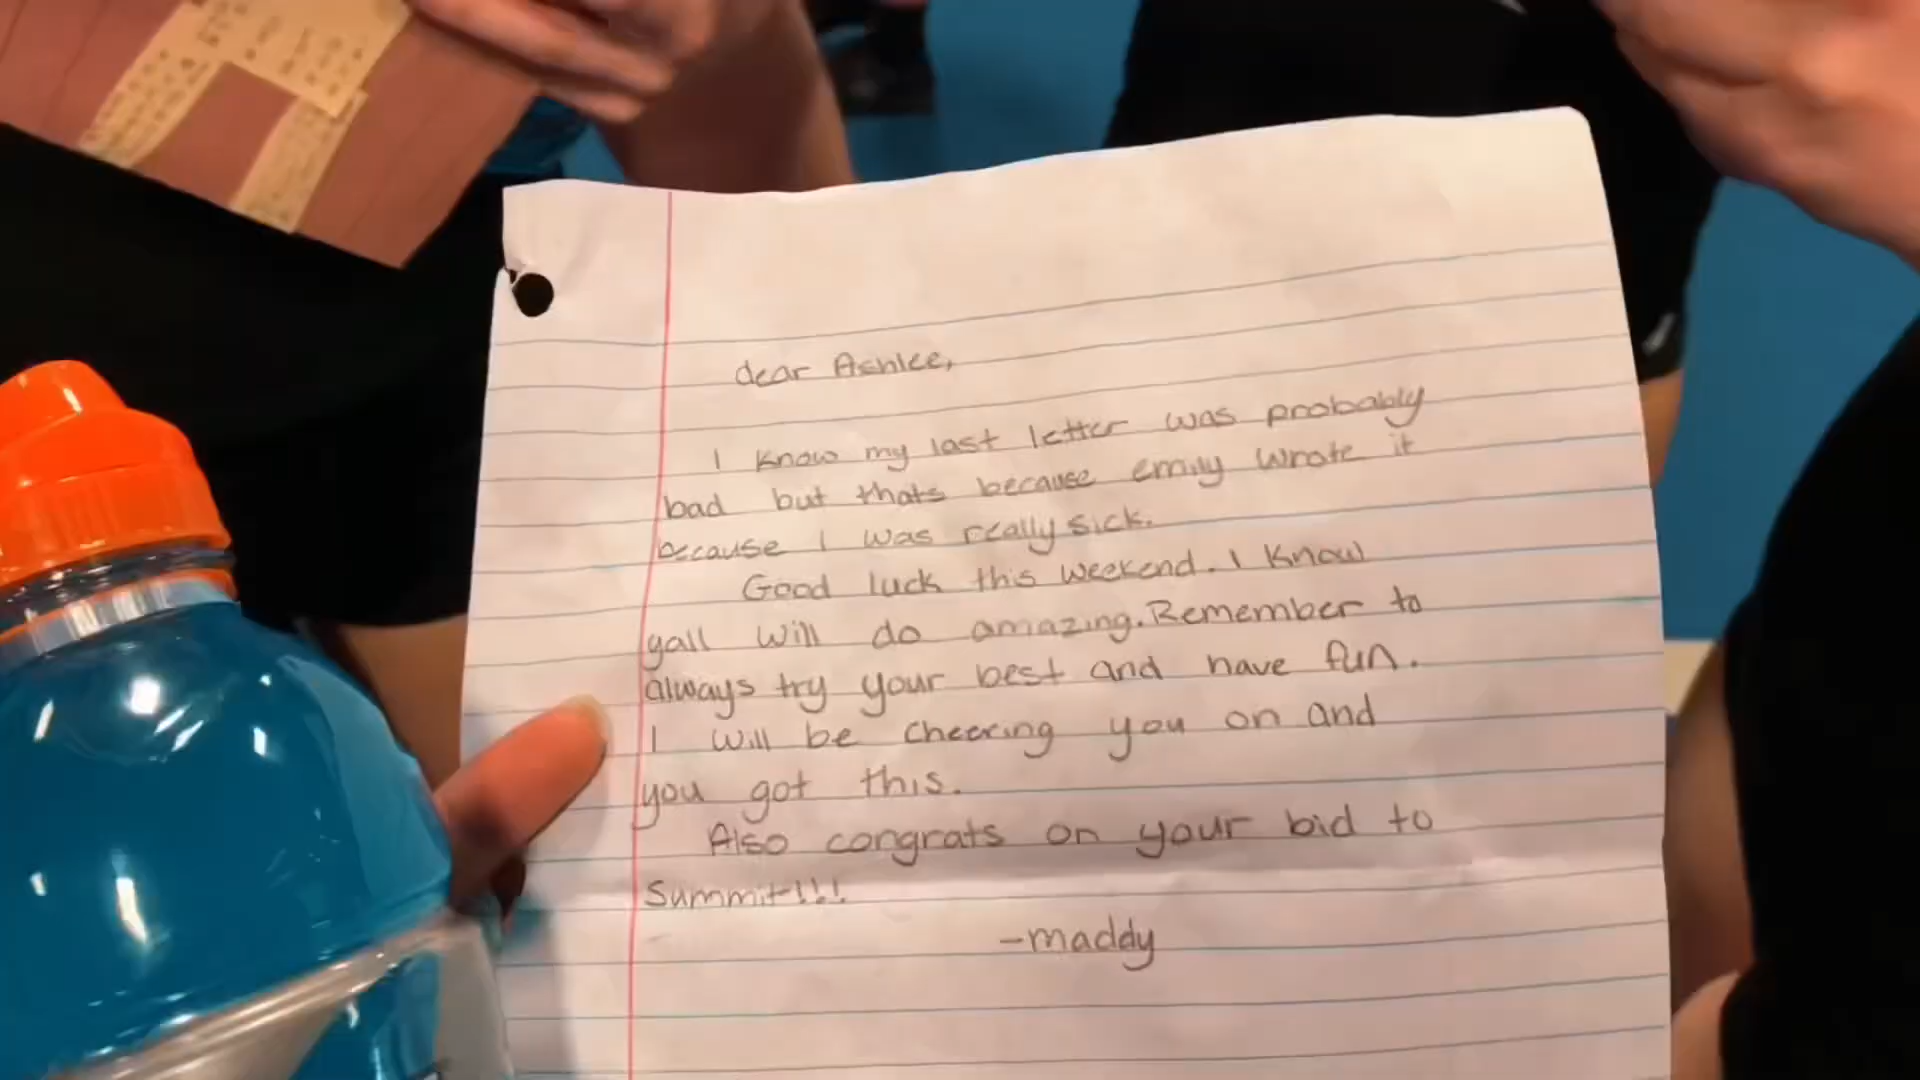 dear Ashlee,
I know my last letter was probably
bad but thats because emily wrote it
because I was really sick.
Good luck this weekend. I know
yall will do amazing. Remember to
always try your best and have fun.
I will be cheering you on and
you got this.
Also congrats on your bid to
Summit!!!
-maddy